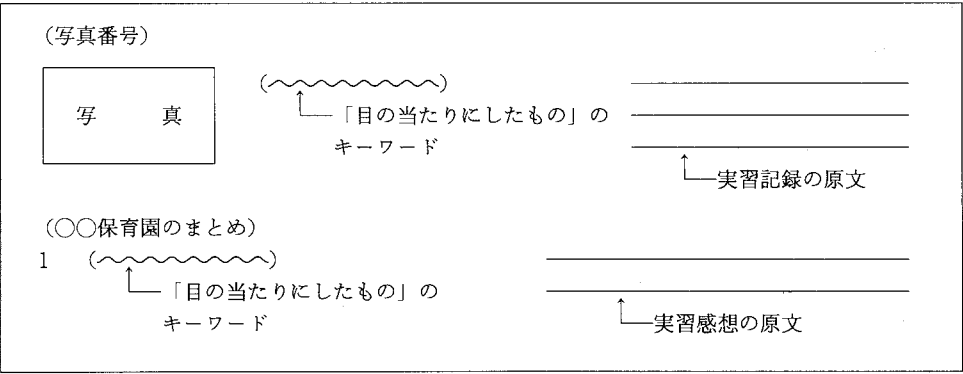 （写真番号）
写 真
「目の当たりにしたもの」の
キーワード
実習記録の原文
（○○保育園のまとめ）
1
「目の当たりにしたもの」の
キーワード
実習感想の原文